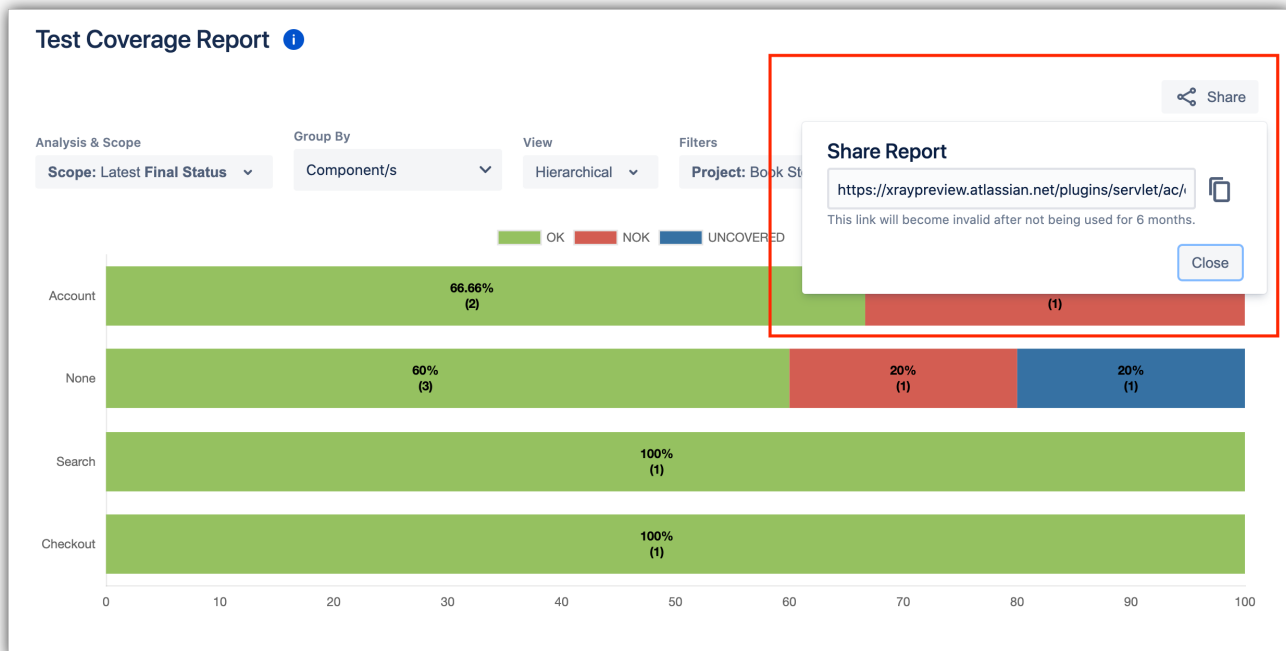 Test Coverage Report
Share
Analysis & Scope
Group By
View
Filters
Scope: Latest Final Status
Component/s
Hierarchical
Project: Book
Share Report
https://xraypreview.atlassian.net/plugins/servlet/ac/
This link will become invalid after not being used for 6 months.
Close
OK
NOK
UNCOVERED
Account
66.66%
(2)
(1)
None
60%
(3)
20%
(1)
20%
(1)
Search
100%
(1)
Checkout
100%
(1)
0 10 20 30 40 50 60 70 80 90 100